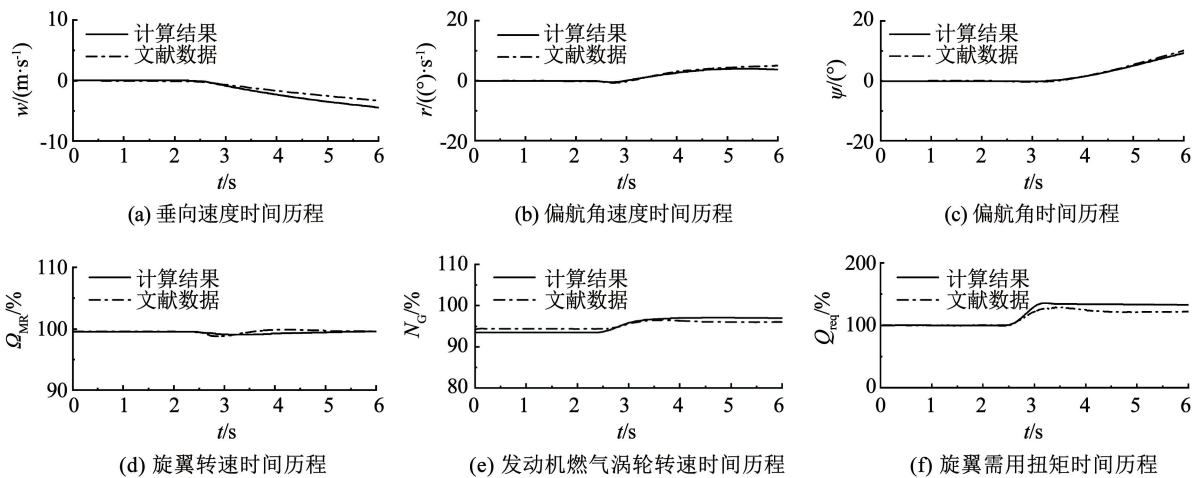 10
0
-10
w/(m·s⁻¹)
计算结果
文献数据
0 1 2 3 4 5 6
t/s
(a) 垂向速度时间历程
20
0
-20
r/((°)·s⁻¹)
计算结果
文献数据
0 1 2 3 4 5 6
t/s
(b) 偏航角速度时间历程
20
0
-20
ψ/(°)
计算结果
文献数据
0 1 2 3 4 5 6
t/s
(c) 偏航角时间历程
110
100
90
Ω_MR/%
计算结果
文献数据
0 1 2 3 4 5 6
t/s
(d) 旋翼转速时间历程
110
100
90
80
N_G/%
计算结果
文献数据
0 1 2 3 4 5 6
t/s
(e) 发动机燃气涡轮转速时间历程
200
100
0
Q_req/%
计算结果
文献数据
0 1 2 3 4 5 6
t/s
(f) 旋翼需用扭矩时间历程